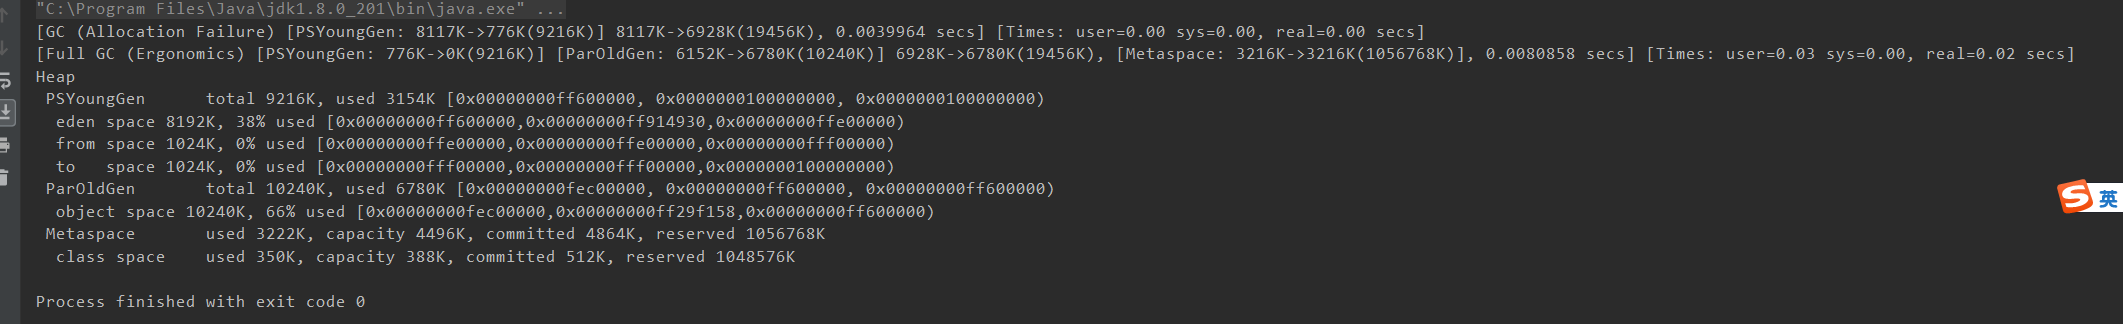 "C:\Program Files\Java\jdk1.8.0_201\bin\java.exe" ...
[GC (Allocation Failure) [PSYoungGen: 8117K->776K(9216K)] 8117K->6928K(19456K), 0.0039964 secs] [Times: user=0.00 sys=0.00, real=0.00 secs]
[Full GC (Ergonomics) [PSYoungGen: 776K->0K(9216K)] [ParOldGen: 6152K->6780K(10240K)] 6928K->6780K(19456K), [Metaspace: 3216K->3216K(1056768K)], 0.0080858 secs] [Times: user=0.03 sys=0.00, real=0.02 secs]
Heap
 PSYoungGen      total 9216K, used 3154K [0x00000000ff600000, 0x0000000100000000, 0x0000000100000000)
  eden space 8192K, 38% used [0x00000000ff600000,0x00000000ff914930,0x00000000ffe00000)
  from space 1024K, 0% used [0x00000000ffe00000,0x00000000ffe00000,0x00000000fff00000)
  to   space 1024K, 0% used [0x00000000fff00000,0x00000000fff00000,0x0000000100000000)
 ParOldGen       total 10240K, used 6780K [0x00000000fec00000, 0x00000000ff600000, 0x00000000ff600000)
  object space 10240K, 66% used [0x00000000fec00000,0x00000000ff29f158,0x00000000ff600000)
 Metaspace       used 3222K, capacity 4496K, committed 4864K, reserved 1056768K
  class space    used 350K, capacity 388K, committed 512K, reserved 1048576K
Process finished with exit code 0
S 英